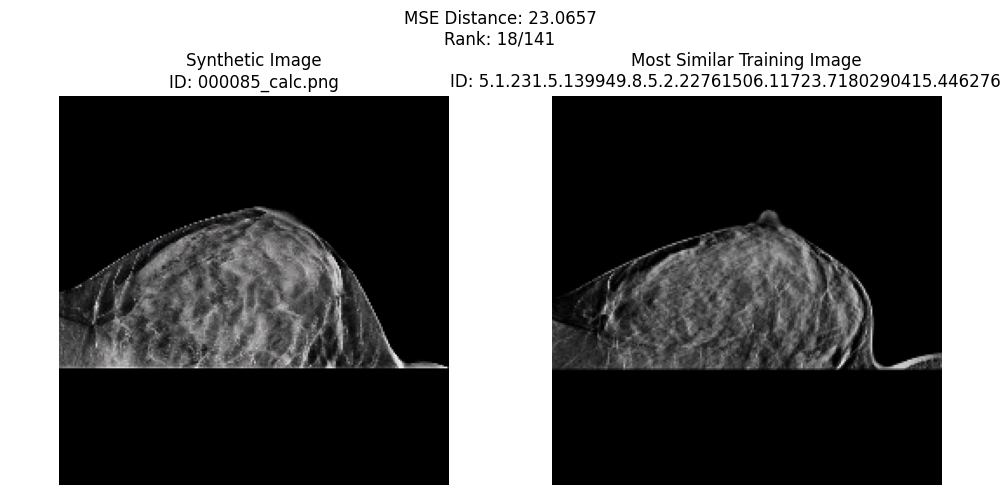 MSE Distance: 23.0657
Rank: 18/141
Synthetic Image
ID: 000085_calc.png
Most Similar Training Image
ID: 5.1.231.5.139949.8.5.2.22761506.11723.7180290415.446276